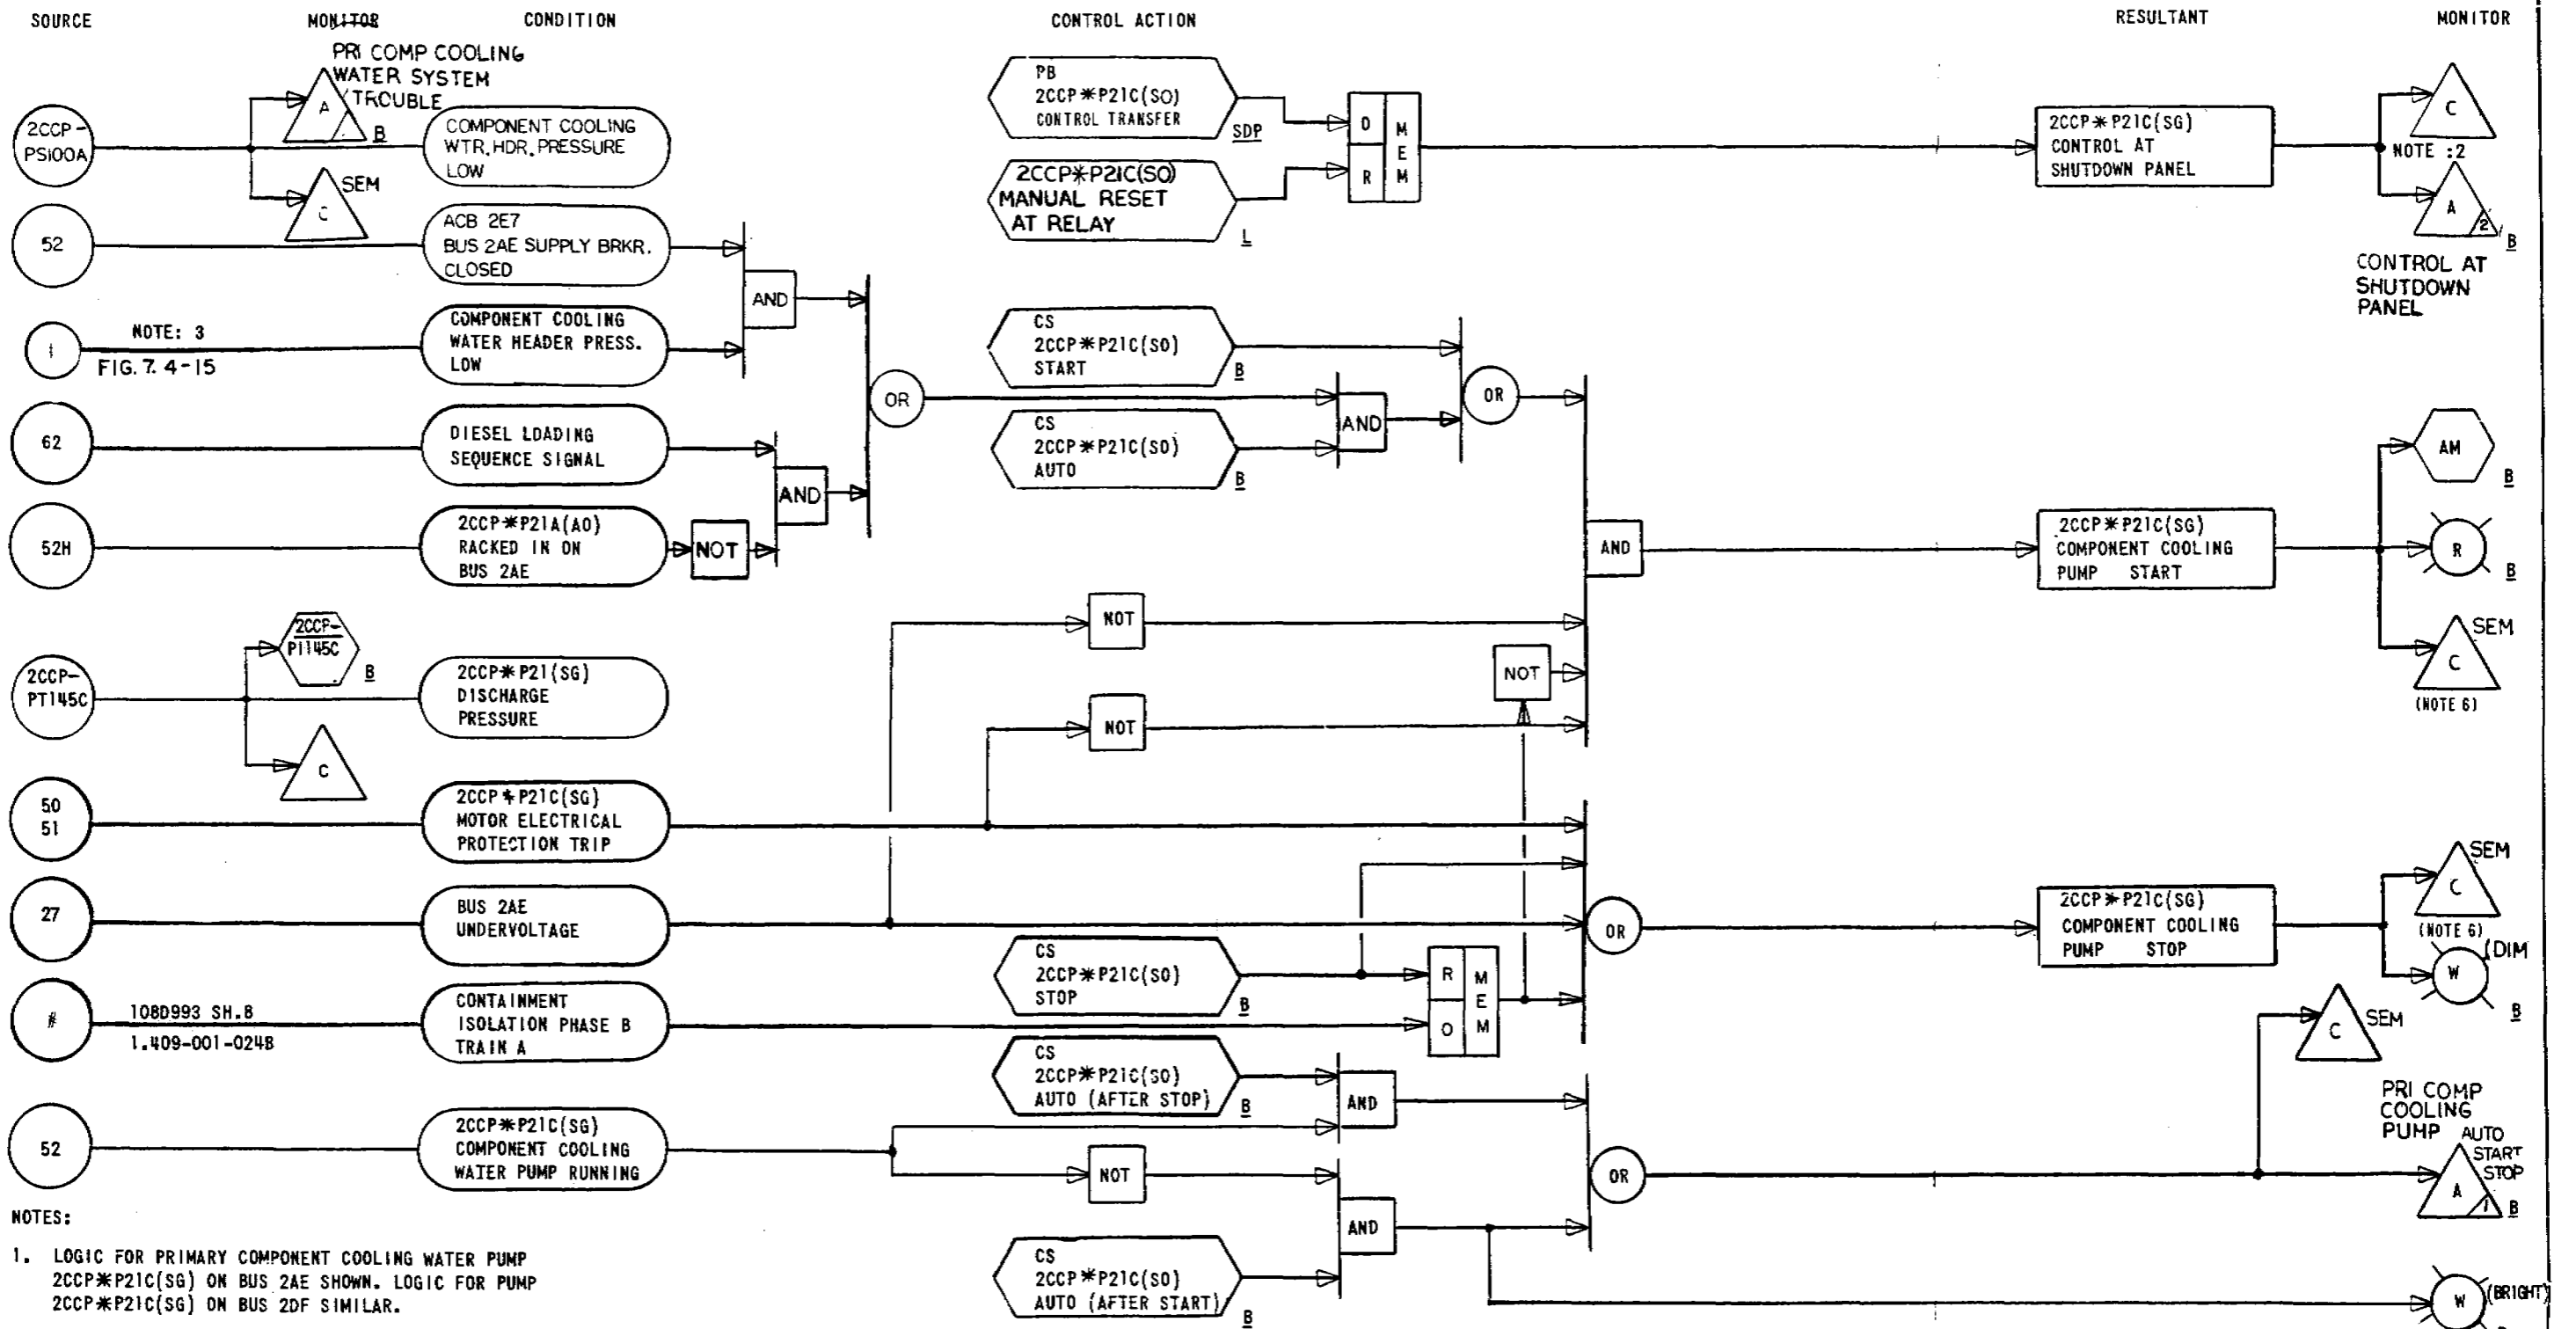 SOURCE
MONITOR
CONDITION
CONTROL ACTION
RESULTANT
MONITOR
PRI COMP COOLING
WATER SYSTEM
TROUBLE
A
B
2CCP-
PS100A
COMPONENT COOLING
WTR. HDR. PRESSURE
LOW
C
SEM
PB
2CCP*P21C(SO)
CONTROL TRANSFER
SDP
2CCP*P21C(SO)
MANUAL RESET
AT RELAY
L
O
R
M
E
M
2CCP*P21C(SG)
CONTROL AT
SHUTDOWN PANEL
C
NOTE :2
A
2
B
CONTROL AT
SHUTDOWN
PANEL
52
ACB 2E7
BUS 2AE SUPPLY BRKR.
CLOSED
AND
1
NOTE: 3
FIG. 7.4-15
COMPONENT COOLING
WATER HEADER PRESS.
LOW
OR
CS
2CCP*P21C(SO)
START
B
CS
2CCP*P21C(SO)
AUTO
B
AND
OR
62
DIESEL LOADING
SEQUENCE SIGNAL
AND
52H
2CCP*P21A(AO)
RACKED IN ON
BUS 2AE
NOT
AND
2CCP*P21C(SG)
COMPONENT COOLING
PUMP START
AM
B
R
B
SEM
C
(NOTE 6)
NOT
NOT
NOT
2CCP-
PT145C
2CCP-
PI145C
B
C
2CCP*P21(SG)
DISCHARGE
PRESSURE
50
51
2CCP*P21C(SG)
MOTOR ELECTRICAL
PROTECTION TRIP
27
BUS 2AE
UNDERVOLTAGE
OR
2CCP*P21C(SG)
COMPONENT COOLING
PUMP STOP
SEM
C
(NOTE 6)
W
(DIM
B
CS
2CCP*P21C(SO)
STOP
B
R
O
M
E
M
#
108D993 SH.8
1.409-001-024B
CONTAINMENT
ISOLATION PHASE B
TRAIN A
C
SEM
CS
2CCP*P21C(SO)
AUTO (AFTER STOP)
B
AND
52
2CCP*P21C(SG)
COMPONENT COOLING
WATER PUMP RUNNING
NOT
AND
OR
PRI COMP
COOLING
PUMP
AUTO
START
STOP
A
1
B
CS
2CCP*P21C(SO)
AUTO (AFTER START)
B
W
(BRIGHT)
NOTES:
1. LOGIC FOR PRIMARY COMPONENT COOLING WATER PUMP
2CCP*P21C(SG) ON BUS 2AE SHOWN. LOGIC FOR PUMP
2CCP*P21C(SG) ON BUS 2DF SIMILAR.